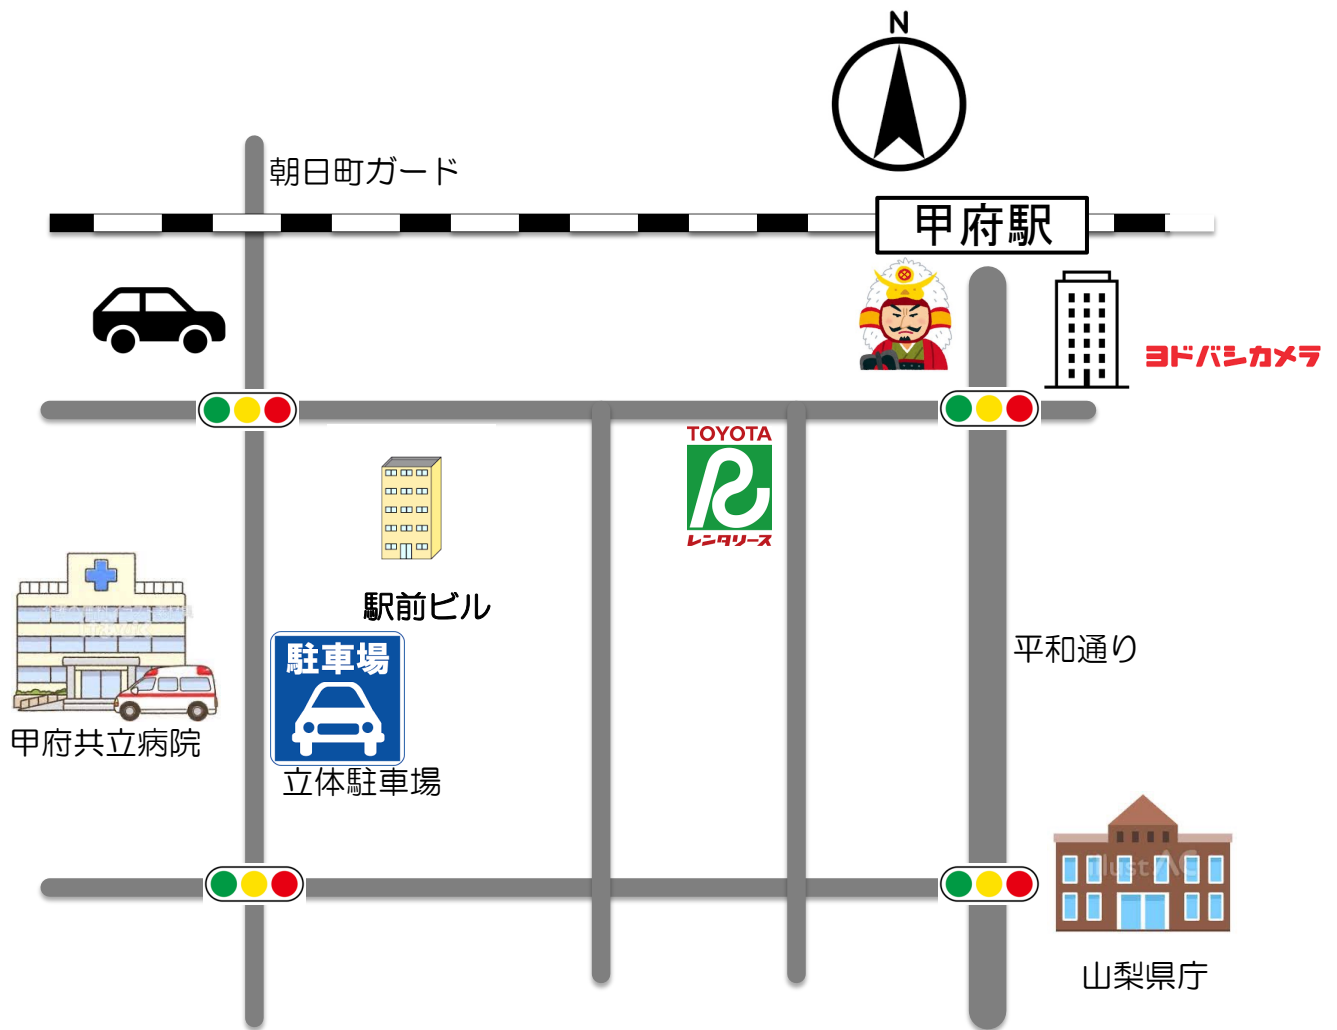 N
朝日町ガード
甲府駅
ヨドバシカメラ
TOYOTA
レンタリース
駅前ビル
駐車場
平和通り
甲府共立病院
立体駐車場
illustAC
山梨県庁